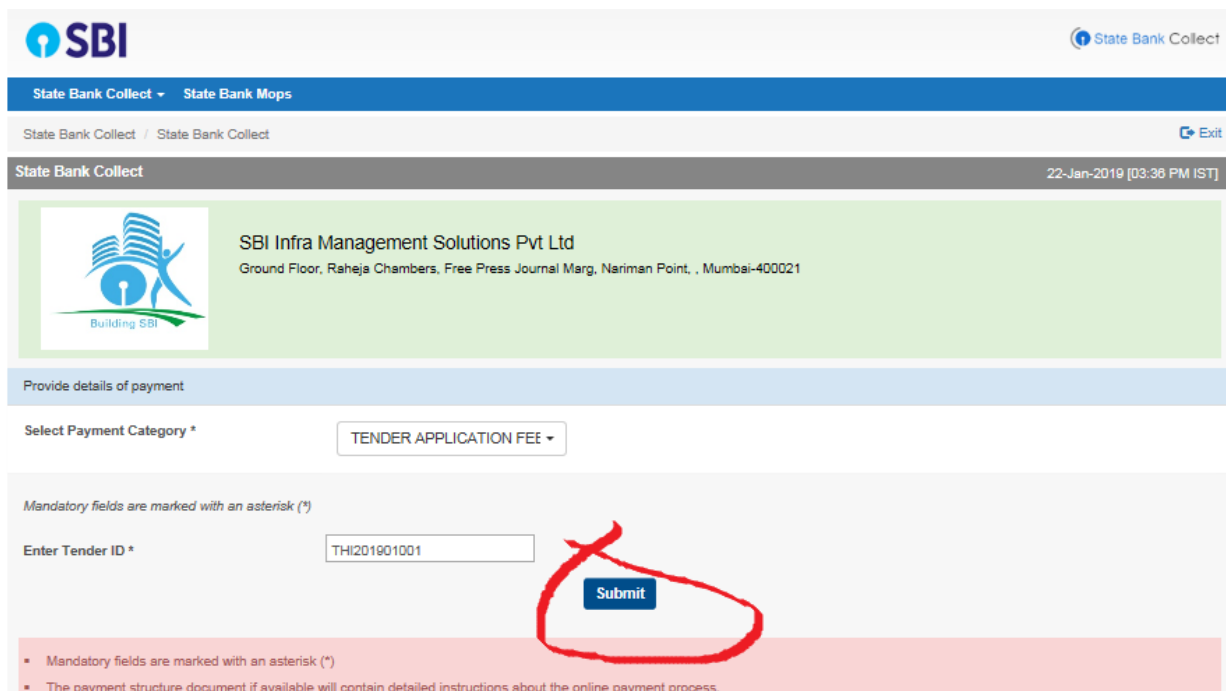 SBI
State Bank Collect
State Bank Collect State Bank Mops
State Bank Collect / State Bank Collect Exit
State Bank Collect 22-Jan-2019 [03:36 PM IST]
SBI Infra Management Solutions Pvt Ltd
Ground Floor, Raheja Chambers, Free Press Journal Marg, Nariman Point, , Mumbai-400021
Building SBI
Provide details of payment
Select Payment Category * TENDER APPLICATION FEE
Mandatory fields are marked with an asterisk (*)
Enter Tender ID * THI201901001
Submit
Mandatory fields are marked with an asterisk (*)
The payment structure document if available will contain detailed instructions about the online payment process.